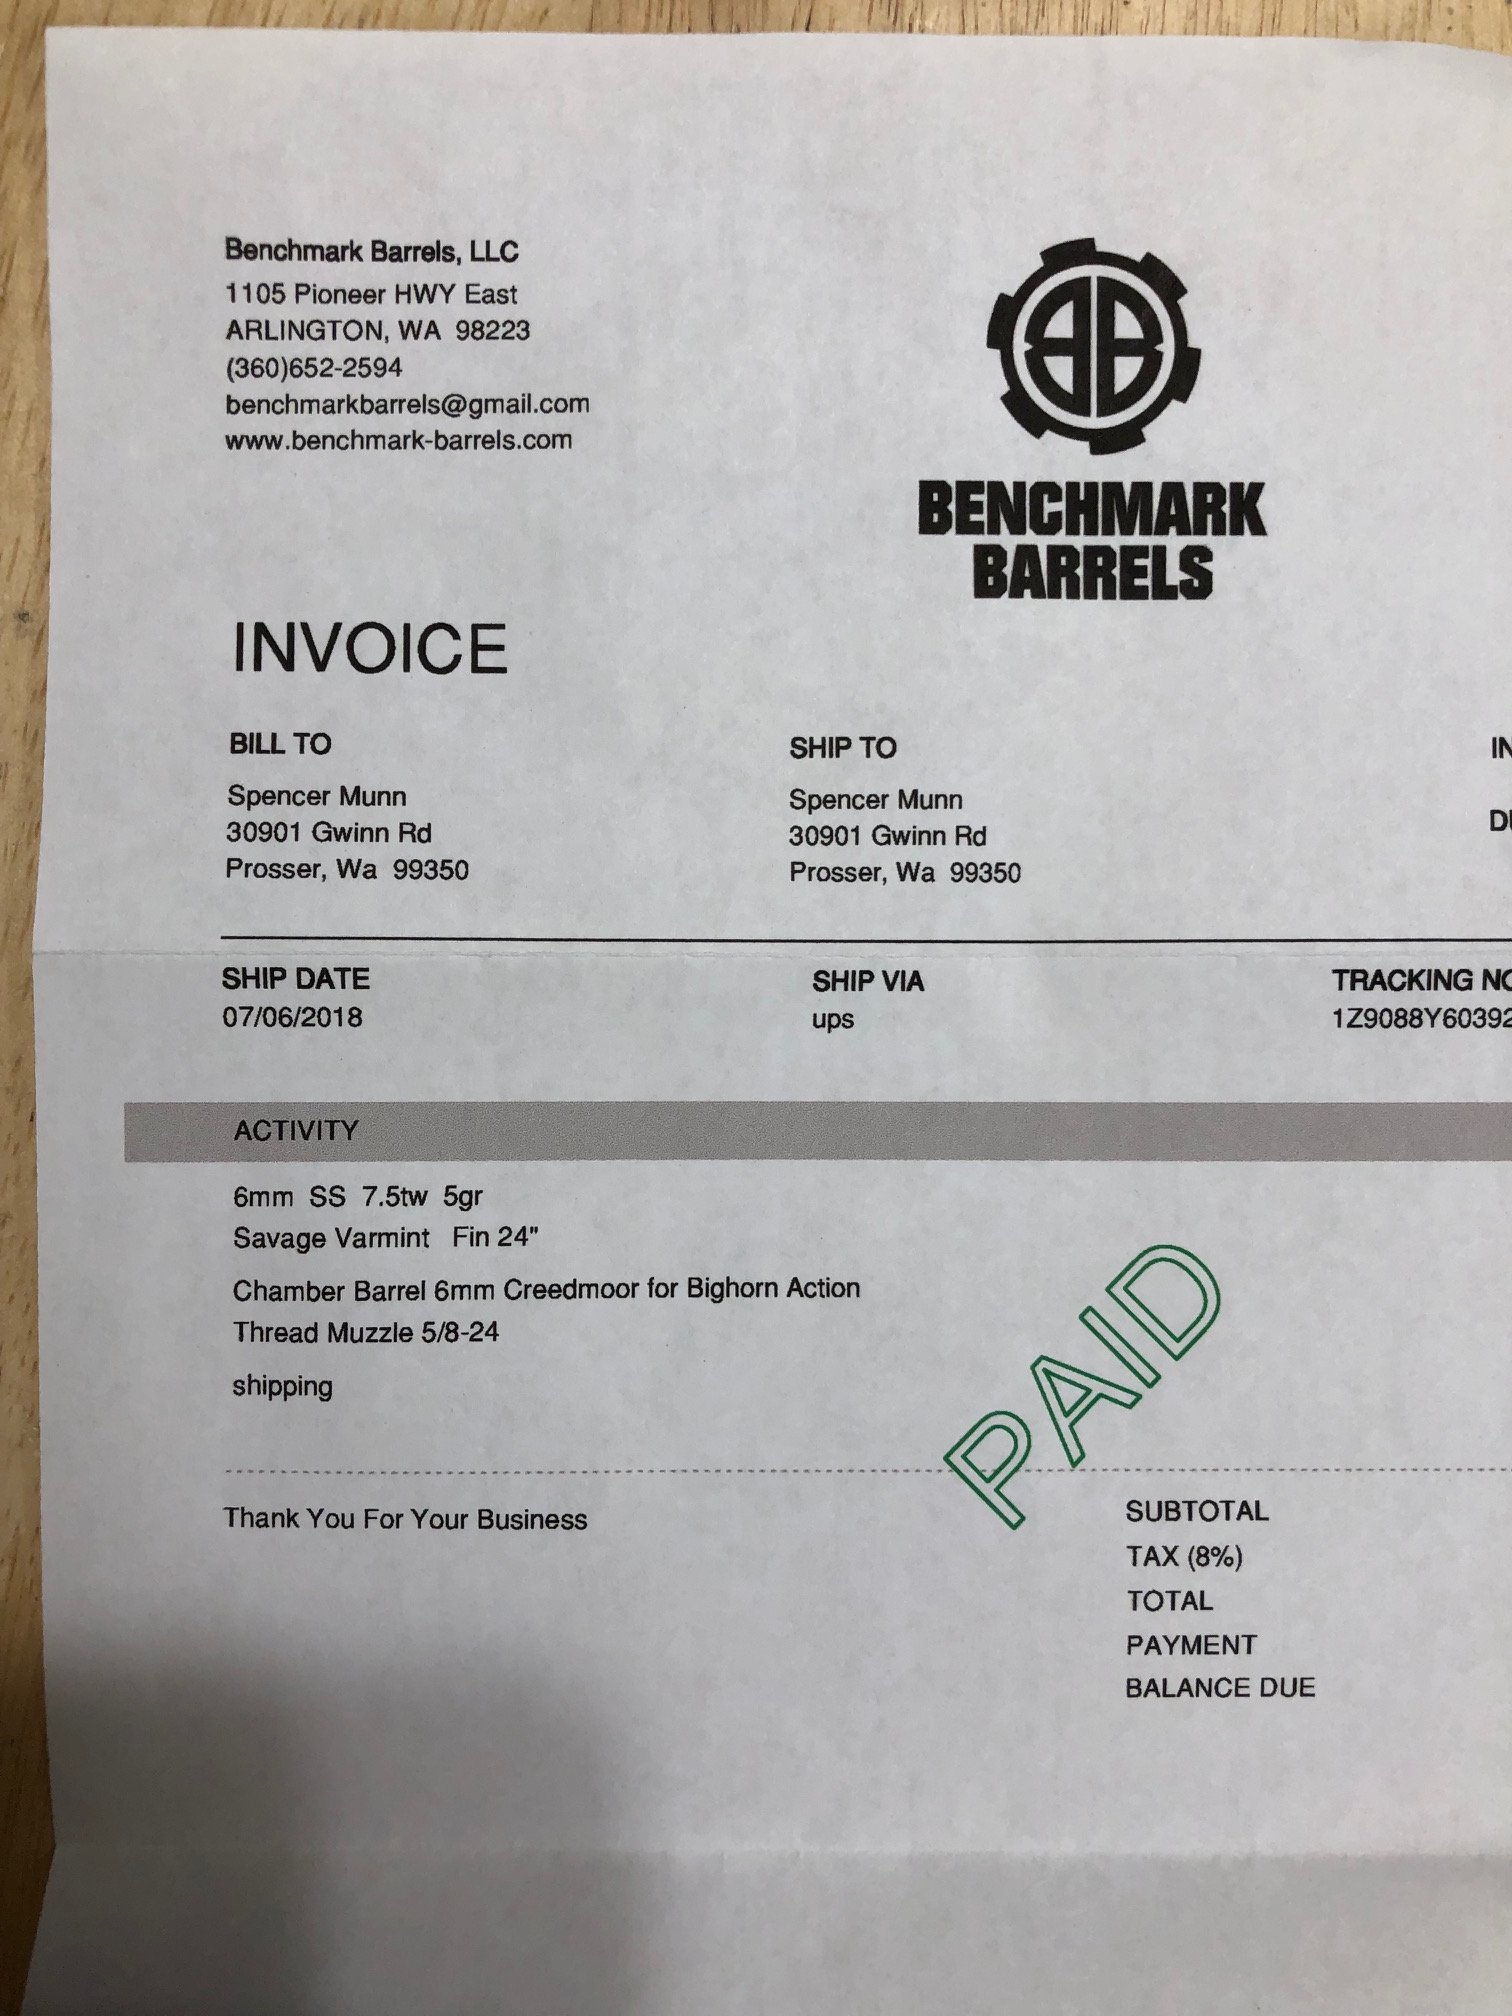 Benchmark Barrels, LLC
1105 Pioneer HWY East
ARLINGTON, WA 98223
(360)652-2594
benchmarkbarrels@gmail.com
www.benchmark-barrels.com
BENCHMARK
BARRELS
INVOICE
BILL TO
Spencer Munn
30901 Gwinn Rd
Prosser, Wa 99350
SHIP TO
Spencer Munn
30901 Gwinn Rd
Prosser, Wa 99350
SHIP DATE
07/06/2018
SHIP VIA
ups
TRACKING
1Z9088Y60392
ACTIVITY
6mm SS 7.5tw 5gr
Savage Varmint Fin 24"
Chamber Barrel 6mm Creedmoor for Bighorn Action
Thread Muzzle 5/8-24
shipping
PAID
Thank You For Your Business
SUBTOTAL
TAX (8%)
TOTAL
PAYMENT
BALANCE DUE